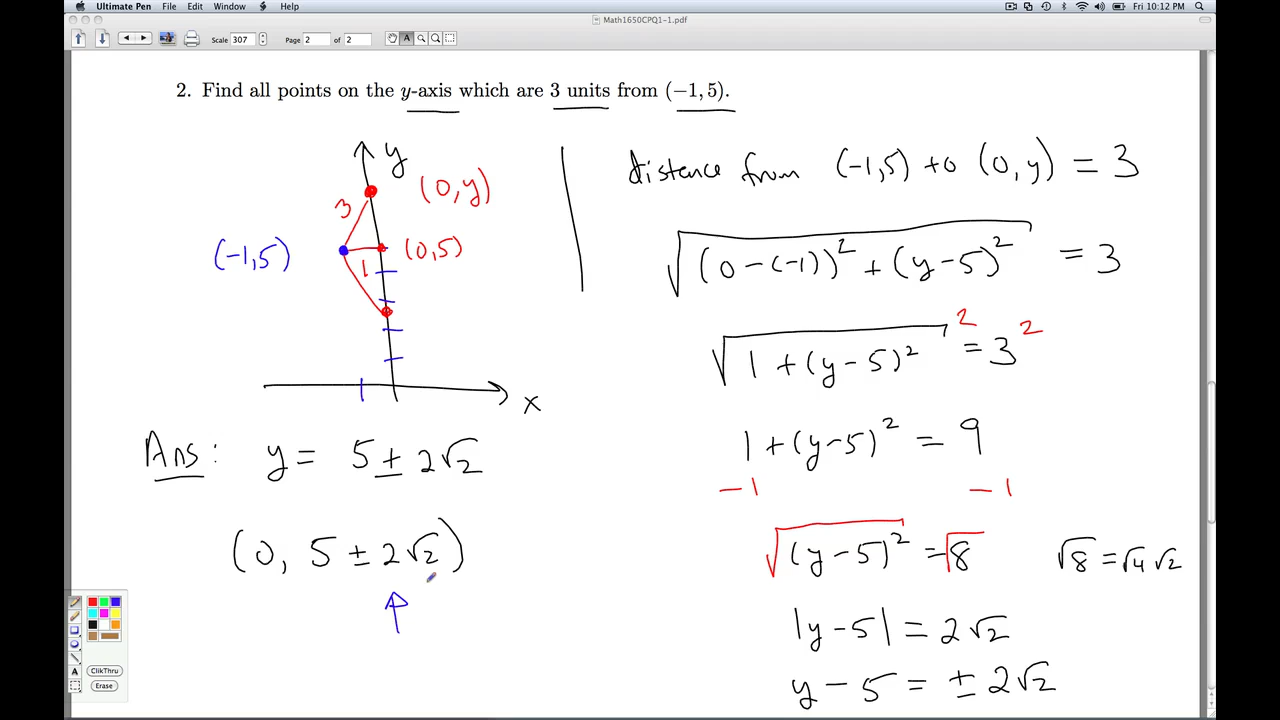 Ultimate Pen File Edit Window Help Fri 10:12 PM
Math1650CPQ1-1.pdf
Scale 307 Page 2 of 2
2. Find all points on the y-axis which are 3 units from (−1, 5).
y
(0,y)
3
(-1,5)
(0,5)
1
x
Ans: y = 5 ± 2√2
(0, 5 ± 2√2)
distance from (-1,5) to (0,y) = 3
√((0-(-1))² + (y-5)²) = 3
√(1+(y-5)²)² = 3²
1+(y-5)² = 9
-1 -1
√(y-5)² = √8 √8 = √4 √2
|y-5| = 2√2
y-5 = ±2√2
A
ClikThru
Erase